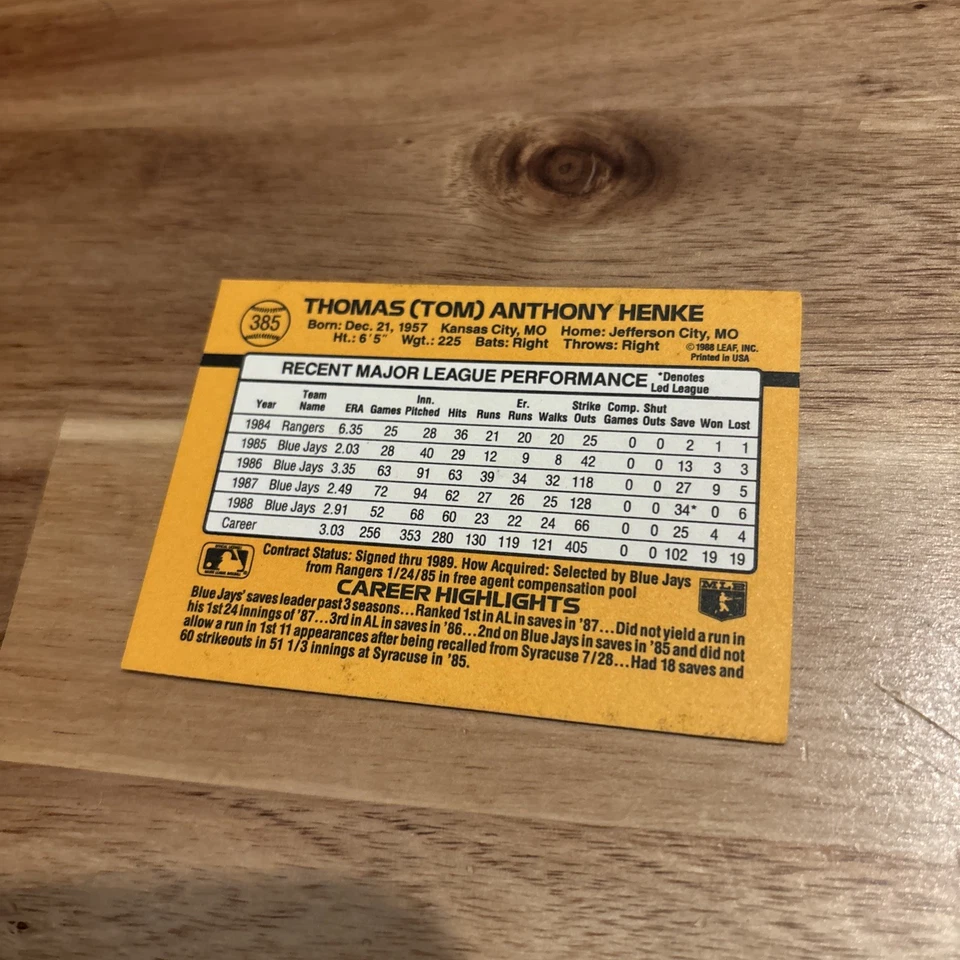 385
THOMAS (TOM) ANTHONY HENKE
Born: Dec. 21, 1957 Kansas City, MO Home: Jefferson City, MO
Ht.: 6'5" Wgt.: 225 Bats: Right Throws: Right
©1988 LEAF, INC.
Printed in USA
RECENT MAJOR LEAGUE PERFORMANCE *Denotes Led League
Year Team Name ERA Games Inn. Pitched Hits Runs Er. Runs Walks Strike Outs Comp. Games Shut Outs Save Won Lost
1984 Rangers 6.35 25 28 36 21 20 20 25 0 0 2 1 1
1985 Blue Jays 2.03 28 40 29 12 9 8 42 0 0 13 3 3
1986 Blue Jays 3.35 63 91 63 39 34 32 118 0 0 27 9 5
1987 Blue Jays 2.49 72 94 62 27 26 25 128 0 0 34* 0 6
1988 Blue Jays 2.91 52 68 60 23 22 24 66 0 0 25 4 4
Career 3.03 256 353 280 130 119 121 405 0 0 102 19 19
Contract Status: Signed thru 1989. How Acquired: Selected by Blue Jays
from Rangers 1/24/85 in free agent compensation pool
MLB
CAREER HIGHLIGHTS
Blue Jays' saves leader past 3 seasons...Ranked 1st in AL in saves in '87...Did not yield a run in
his 1st 24 innings of '87...3rd in AL in saves in '86...2nd on Blue Jays in saves in '85 and did not
allow a run in 1st 11 appearances after being recalled from Syracuse 7/28...Had 18 saves and
60 strikeouts in 51 1/3 innings at Syracuse in '85.